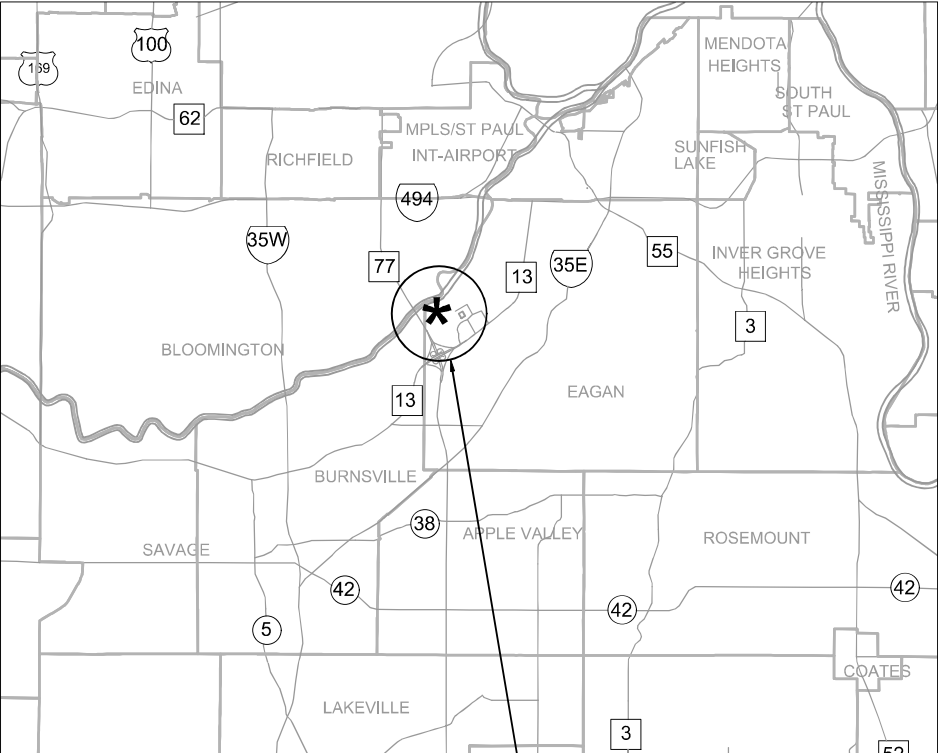 MENDOTA
HEIGHTS
100
169
EDINA
SOUTH
ST PAUL
62
MPLS/ST PAUL
INT-AIRPORT
RICHFIELD
SUNFISH
LAKE
MISSISSIPPI RIVER
494
35W
55
INVER GROVE
HEIGHTS
77
35E
13
*
3
BLOOMINGTON
EAGAN
13
BURNSVILLE
38
APPLE VALLEY
ROSEMOUNT
SAVAGE
42
42
42
5
COATES
LAKEVILLE
3
52